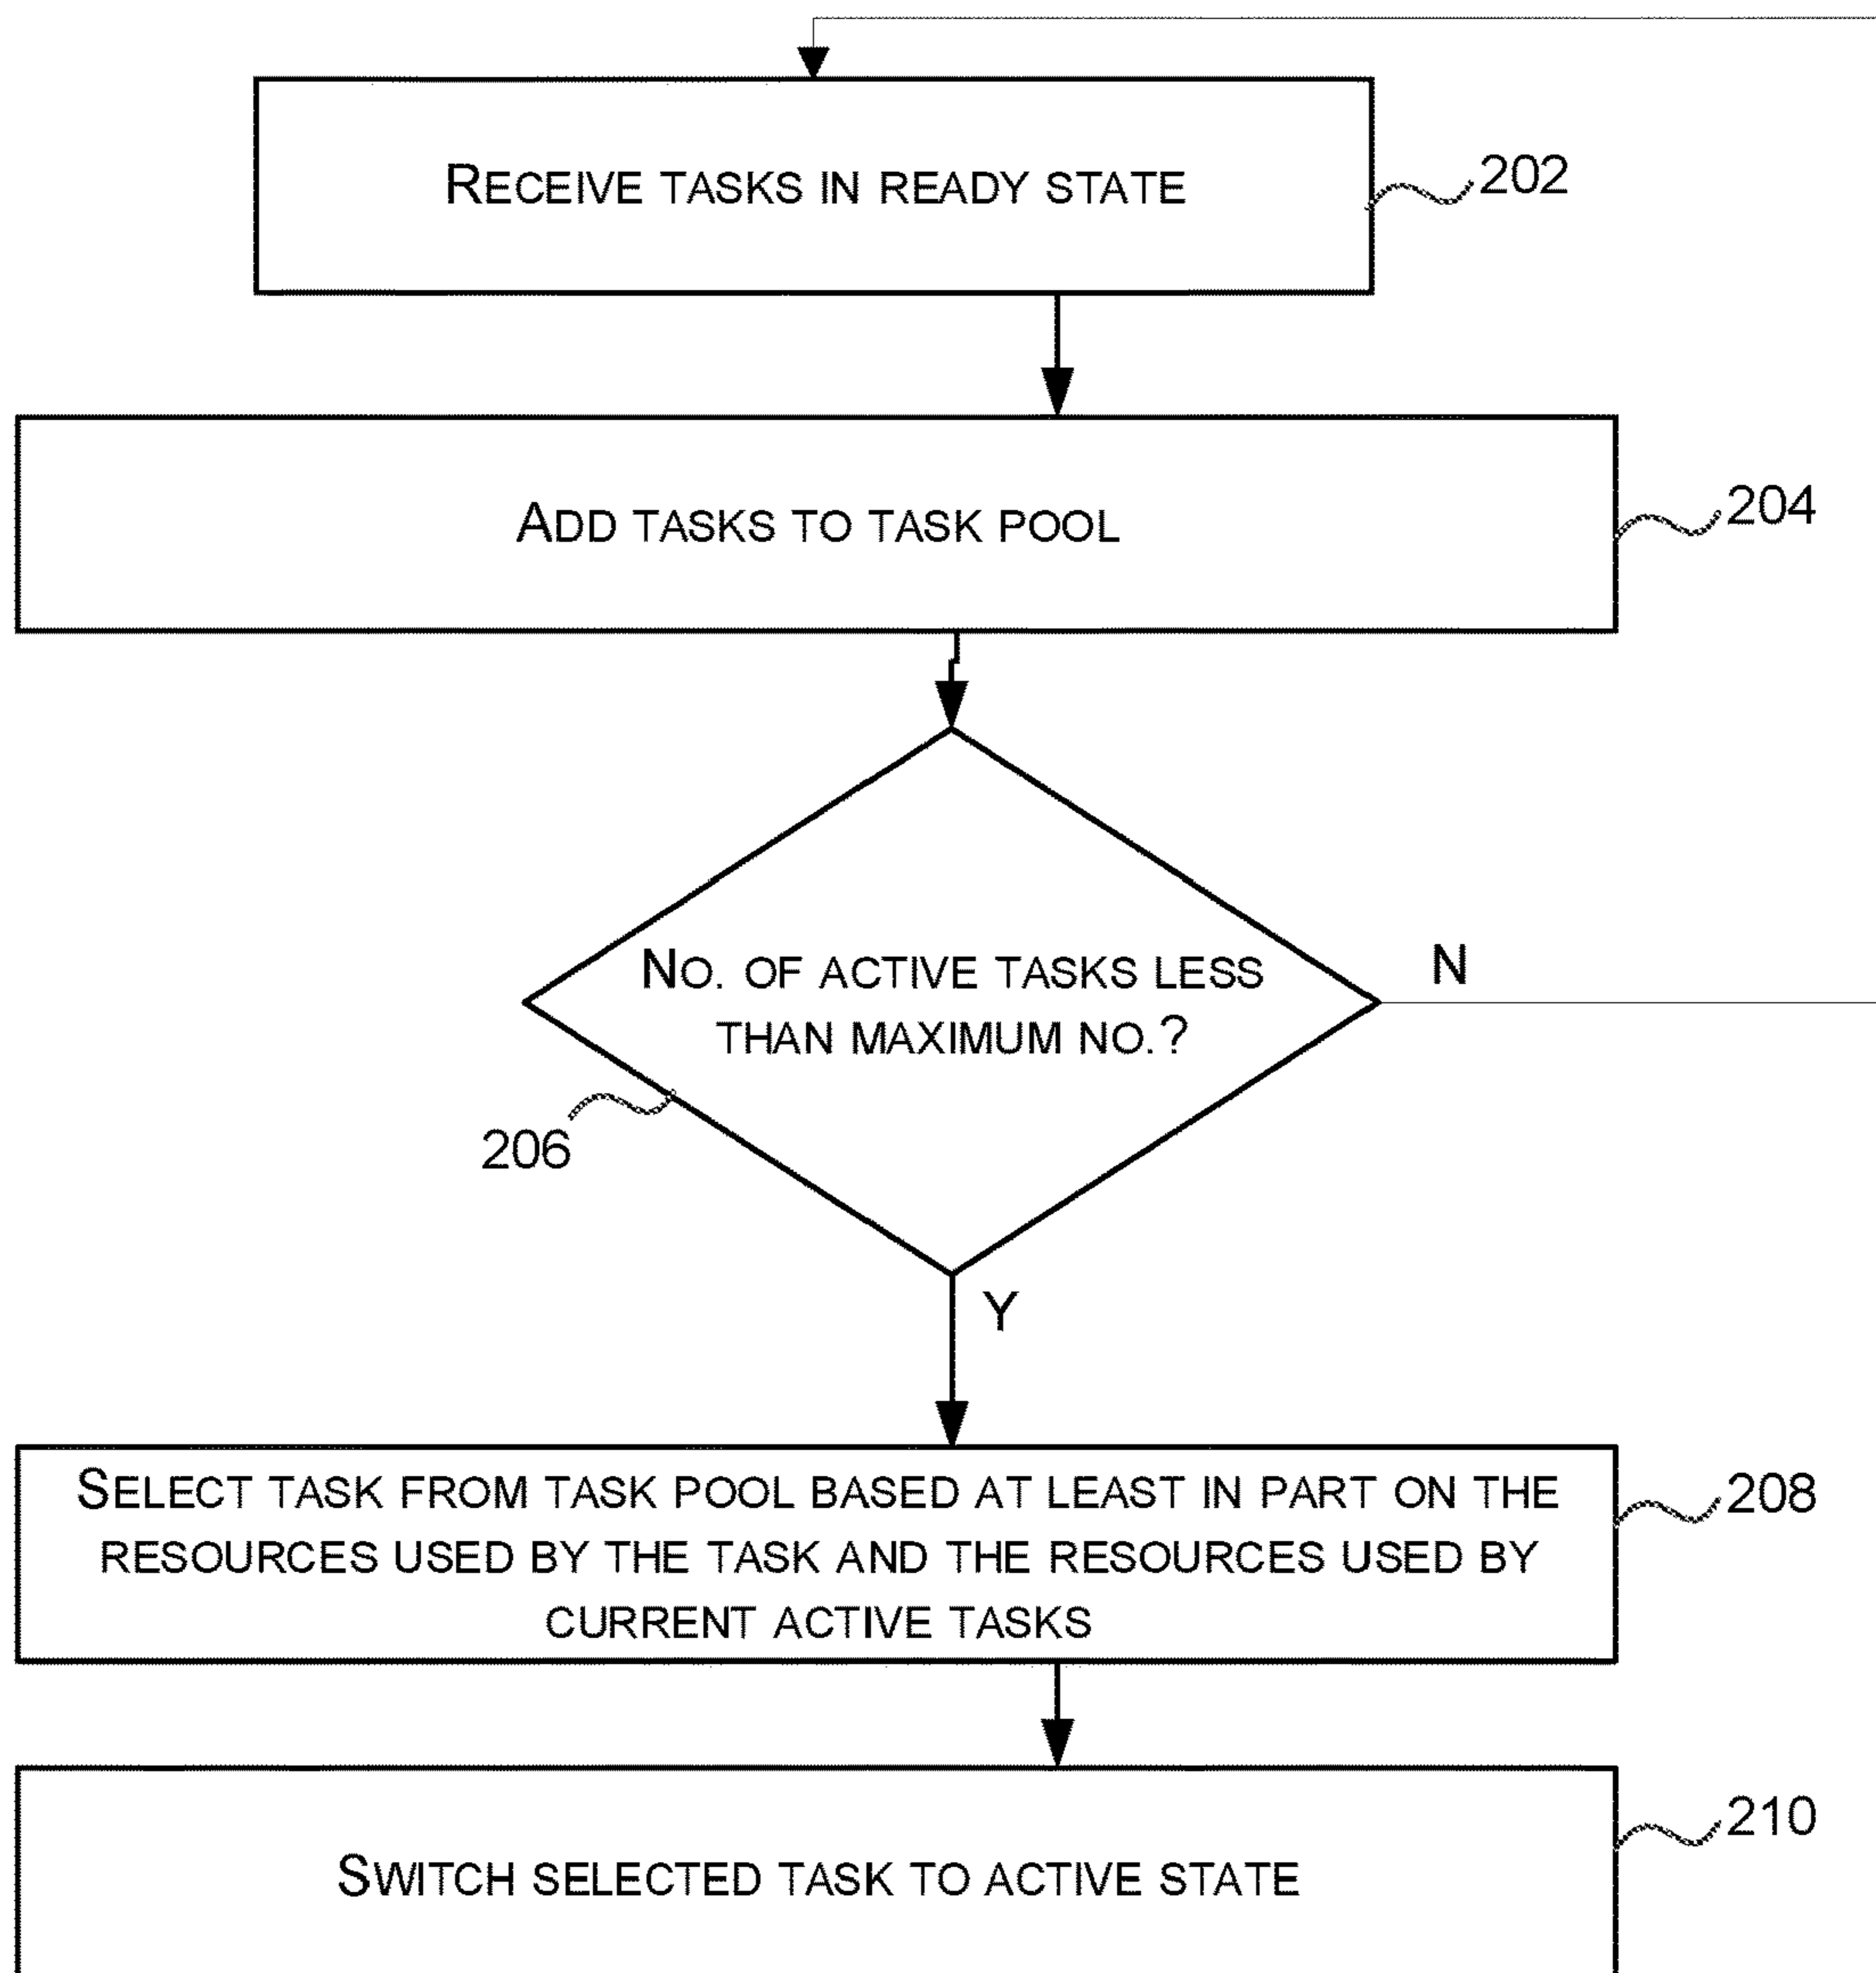 RECEIVE TASKS IN READY STATE
202
ADD TASKS TO TASK POOL
204
NO. OF ACTIVE TASKS LESS
THAN MAXIMUM NO.?
N
206
Y
SELECT TASK FROM TASK POOL BASED AT LEAST IN PART ON THE
RESOURCES USED BY THE TASK AND THE RESOURCES USED BY
CURRENT ACTIVE TASKS
208
SWITCH SELECTED TASK TO ACTIVE STATE
210